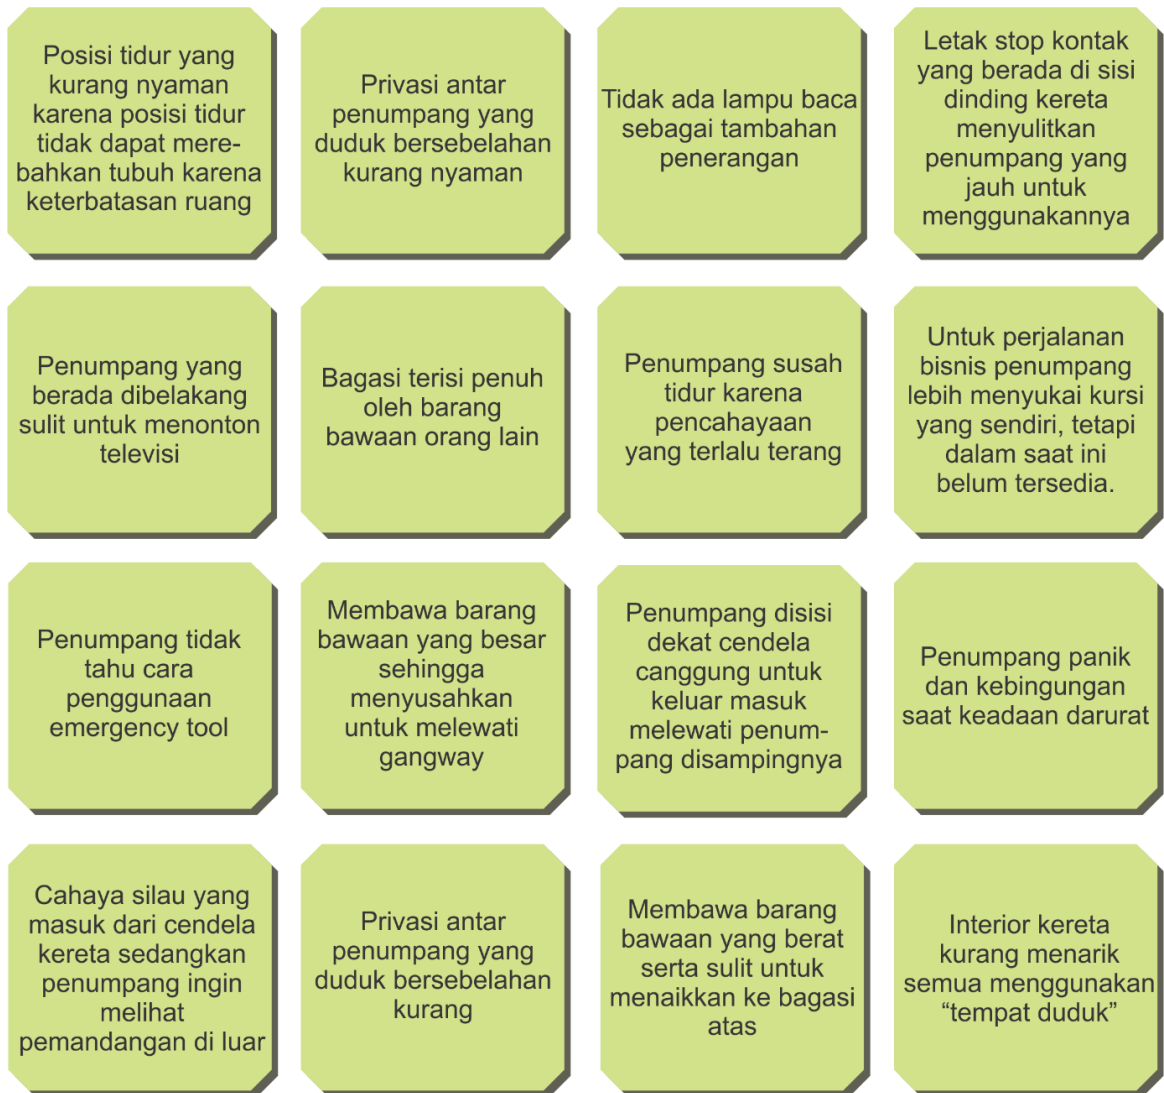 Posisi tidur yang
kurang nyaman
karena posisi tidur
tidak dapat mere-
bahkan tubuh karena
keterbatasan ruang
Privasi antar
penumpang yang
duduk bersebelahan
kurang nyaman
Tidak ada lampu baca
sebagai tambahan
penerangan
Letak stop kontak
yang berada di sisi
dinding kereta
menyulitkan
penumpang yang
jauh untuk
menggunakannya
Penumpang yang
berada dibelakang
sulit untuk menonton
televisi
Bagasi terisi penuh
oleh barang
bawaan orang lain
Penumpang susah
tidur karena
pencahayaan
yang terlalu terang
Untuk perjalanan
bisnis penumpang
lebih menyukai kursi
yang sendiri, tetapi
dalam saat ini
belum tersedia.
Penumpang tidak
tahu cara
penggunaan
emergency tool
Membawa barang
bawaan yang besar
sehingga
menyusahkan
untuk melewati
gangway
Penumpang disisi
dekat cendela
canggung untuk
keluar masuk
melewati penum-
pang disampingnya
Penumpang panik
dan kebingungan
saat keadaan darurat
Cahaya silau yang
masuk dari cendela
kereta sedangkan
penumpang ingin
melihat
pemandangan di luar
Privasi antar
penumpang yang
duduk bersebelahan
kurang
Membawa barang
bawaan yang berat
serta sulit untuk
menaikkan ke bagasi
atas
Interior kereta
kurang menarik
semua menggunakan
“tempat duduk”